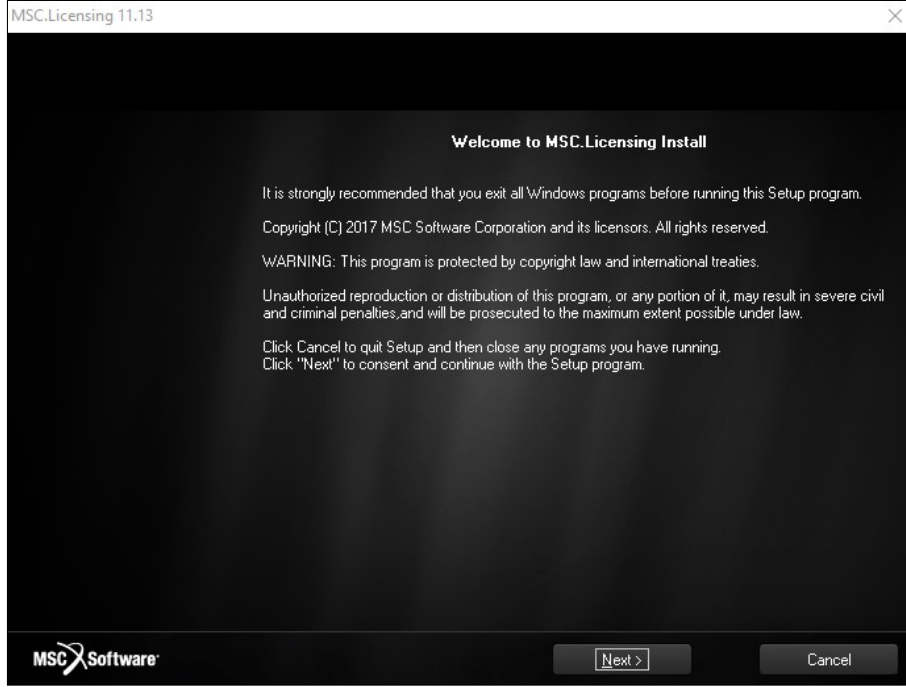 MSC.Licensing 11.13
Welcome to MSC.Licensing Install
It is strongly recommended that you exit all Windows programs before running this Setup program.
Copyright (C) 2017 MSC Software Corporation and its licensors. All rights reserved.
WARNING: This program is protected by copyright law and international treaties.
Unauthorized reproduction or distribution of this program, or any portion of it, may result in severe civil
and criminal penalties,and will be prosecuted to the maximum extent possible under law.
Click Cancel to quit Setup and then close any programs you have running.
Click "Next" to consent and continue with the Setup program.
MSC Software
Next >
Cancel